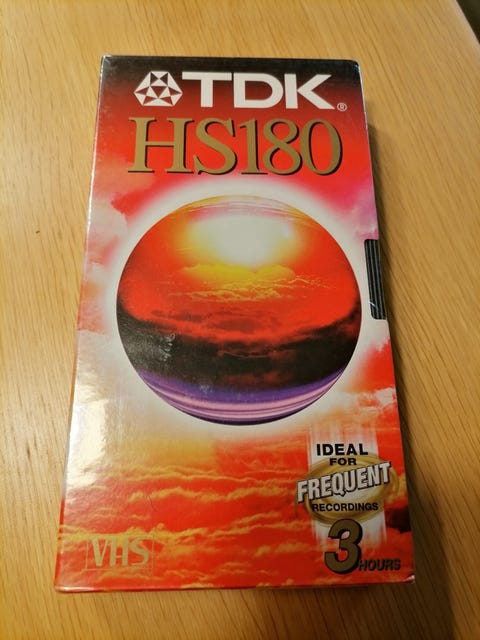 TDK®
HS180
IDEAL
FOR
FREQUENT
RECORDINGS
3 HOURS
VHS